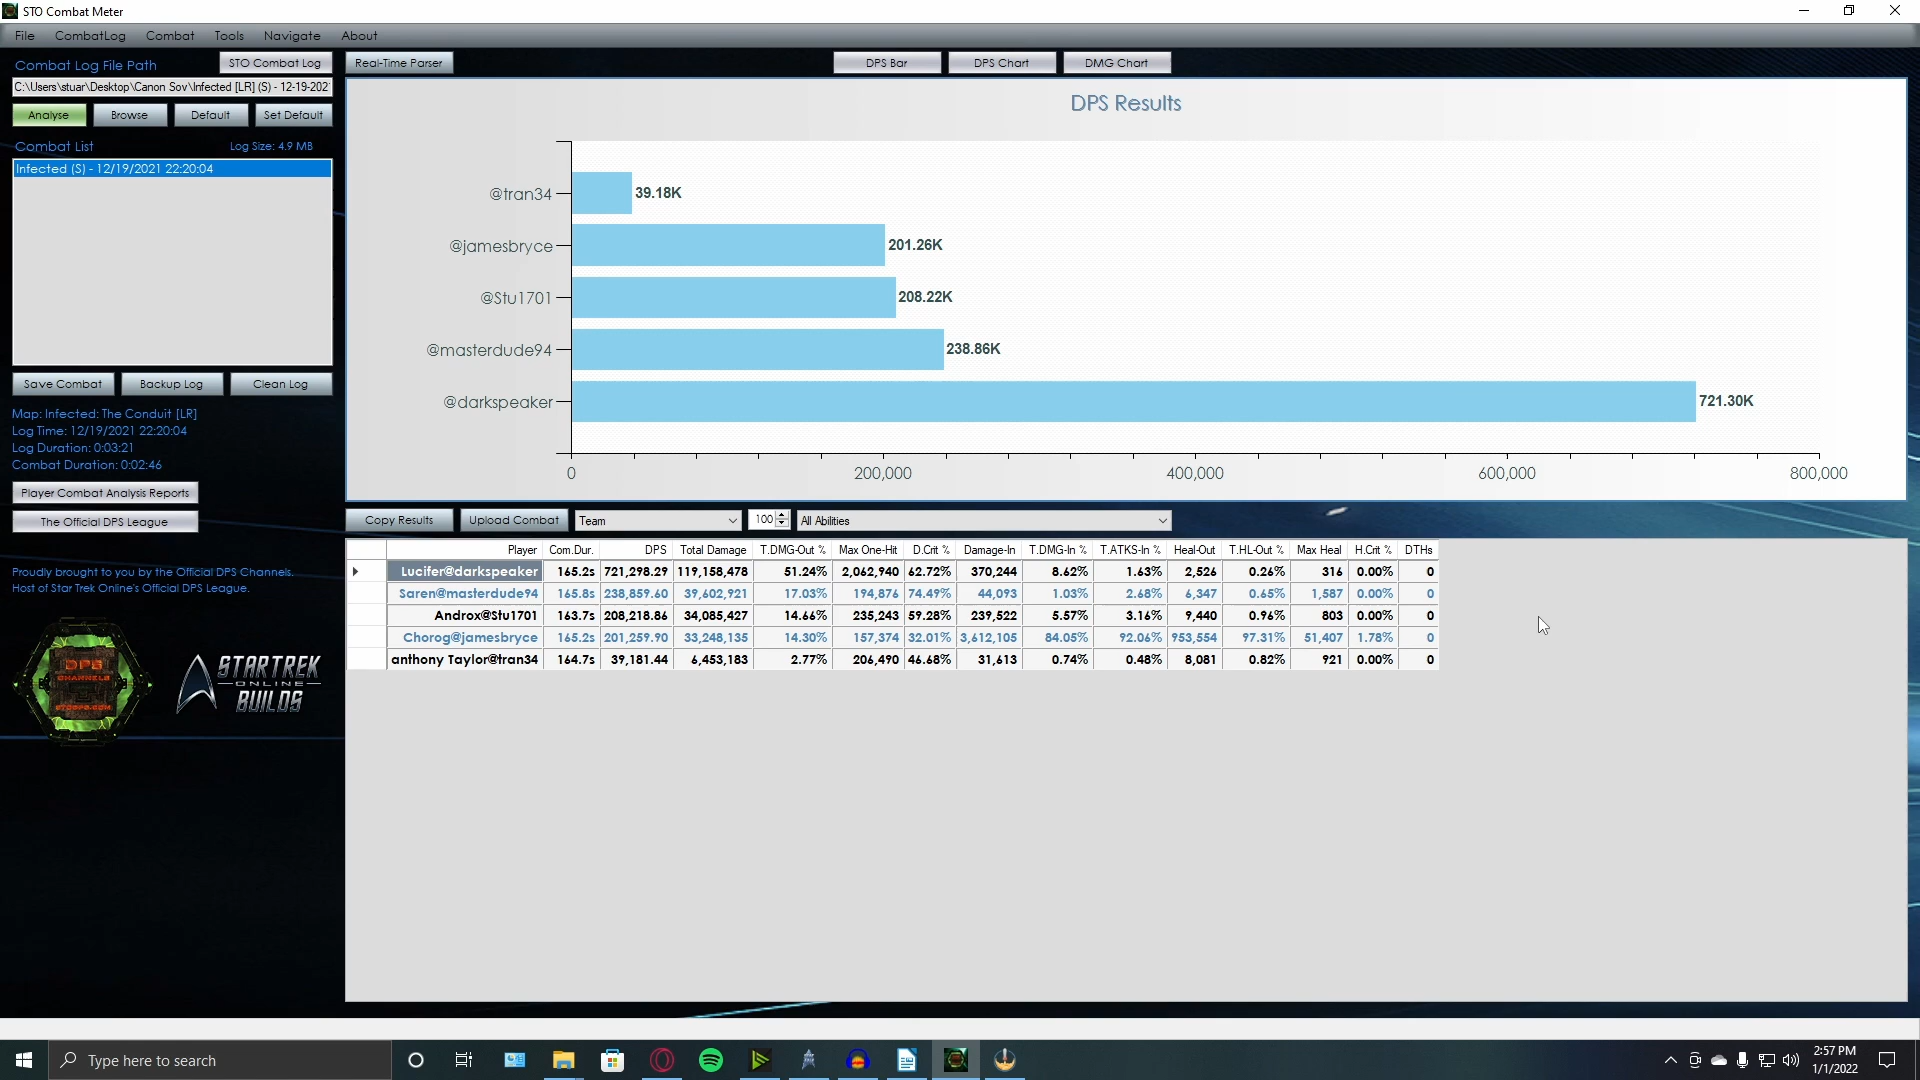 STO Combat Meter
File CombatLog Combat Tools Navigate About
Combat Log File Path STO Combat Log Real-Time Parser DPS Bar DPS Chart DMG Chart
C:\Users\stuar\Desktop\Canon Sov\Infected [LR] (S) - 12-19-202
Analyse Browse Default Set Default
Combat List Log Size: 4.9 MB
Infected (S) - 12/19/2021 22:20:04
Save Combat Backup Log Clean Log
Map: Infected: The Conduit [LR]
Log Time: 12/19/2021 22:20:04
Log Duration: 0:03:21
Combat Duration: 0:02:46
Player Combat Analysis Reports
The Official DPS League
Proudly brought to you by the Official DPS Channels.
Host of Star Trek Online's Official DPS League.
DPS
CHANNELS
STODPS.COM
STAR TREK
ONLINE
BUILDS
DPS Results
@tran34 39.18K
@jamesbryce 201.26K
@Stu1701 208.22K
@masterdude94 238.86K
@darkspeaker 721.30K
0 200,000 400,000 600,000 800,000
Copy Results Upload Combat Team 100 All Abilities
Player Com.Dur. DPS Total Damage T.DMG-Out % Max One-Hit D.Crit % Damage-In T.DMG-In % T.ATKS-In % Heal-Out T.HL-Out % Max Heal H.Crit % DTHs
Lucifer@darkspeaker 165.2s 721,298.29 119,158,478 51.24% 2,062,940 62.72% 370,244 8.62% 1.63% 2,526 0.26% 316 0.00% 0
Saren@masterdude94 165.8s 238,859.60 39,602,921 17.03% 194,876 74.49% 44,093 1.03% 2.68% 6,347 0.65% 1,587 0.00% 0
Androx@Stu1701 163.7s 208,218.86 34,085,427 14.66% 235,243 59.28% 239,522 5.57% 3.16% 9,440 0.96% 803 0.00% 0
Chorog@jamesbryce 165.2s 201,259.90 33,248,135 14.30% 157,374 32.01% 3,612,105 84.05% 92.06% 953,554 97.31% 51,407 1.78% 0
anthony Taylor@tran34 164.7s 39,181.44 6,453,183 2.77% 206,490 46.68% 31,613 0.74% 0.48% 8,081 0.82% 921 0.00% 0
Type here to search
2:57 PM
1/1/2022